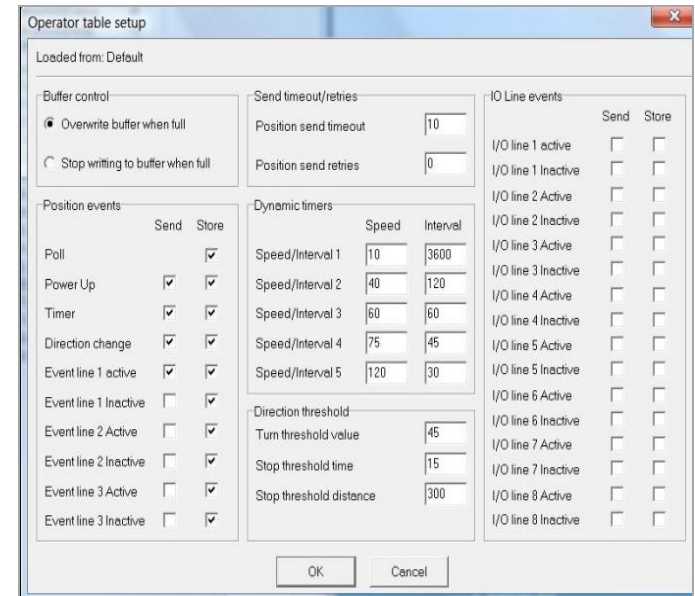 Operator table setup
Loaded from: Default
Buffer control
Overwrite buffer when full
Stop writting to buffer when full
Position events
Send Store
Poll
Power Up
Timer
Direction change
Event line 1 active
Event line 1 Inactive
Event line 2 Active
Event line 2 Inactive
Event line 3 Active
Event line 3 Inactive
Send timeout/retries
Position send timeout 10
Position send retries 0
Dynamic timers
Speed Interval
Speed/Interval 1 10 3600
Speed/Interval 2 40 120
Speed/Interval 3 60 60
Speed/Interval 4 75 45
Speed/Interval 5 120 30
Direction threshold
Turn threshold value 45
Stop threshold time 15
Stop threshold distance 300
IO Line events
Send Store
I/O line 1 active
I/O line 1 Inactive
I/O line 2 Active
I/O line 2 Inactive
I/O line 3 Active
I/O line 3 Inactive
I/O line 4 Active
I/O line 4 Inactive
I/O line 5 Active
I/O line 5 Inactive
I/O line 6 Active
I/O line 6 Inactive
I/O line 7 Active
I/O line 7 Inactive
I/O line 8 Active
I/O line 8 Inactive
OK Cancel